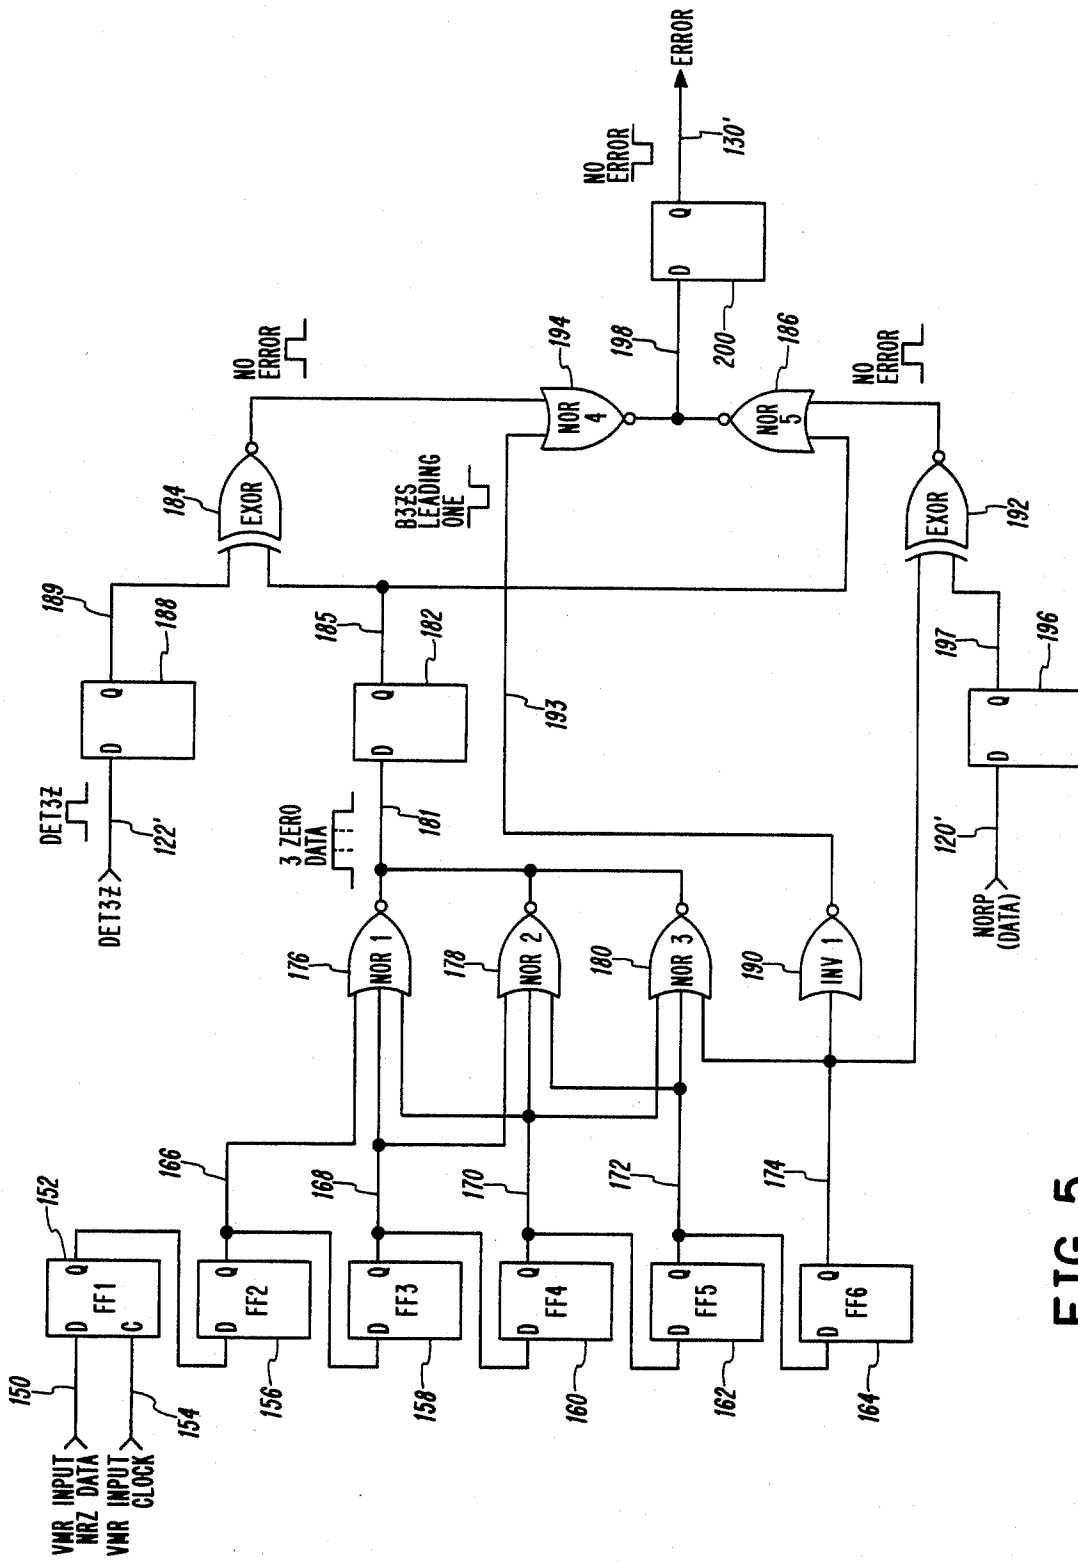 VMR INPUT
NRZ DATA
VMR INPUT
CLOCK
150
154
152
D
Q
C
FF1
D
Q
FF2
156
166
D
Q
FF3
158
168
D
Q
FF4
160
170
D
Q
FF5
162
172
D
Q
FF6
164
174
176
NOR 1
178
NOR 2
180
NOR 3
190
INV 1
3 ZERO
DATA
181
D
Q
182
185
DET3Z
DET3Z
122'
D
Q
188
189
184
EXOR
NO
ERROR
B3ZS
LEADING
ONE
193
NOR
4
194
198
NOR
5
186
NO
ERROR
EXOR
192
NORP
(DATA)
120'
D
Q
196
197
D
Q
200
NO
ERROR
130'
ERROR
FIG. 5